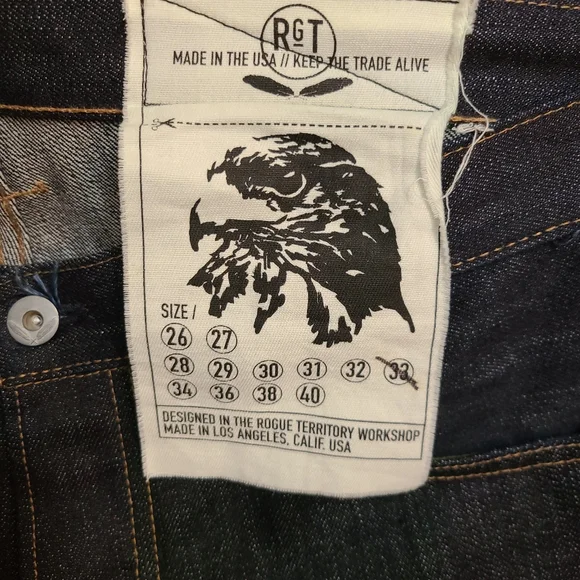 RGT
MADE IN THE USA // KEEP THE TRADE ALIVE
SIZE /
26 27
28 29 30 31 32 33
34 36 38 40
DESIGNED IN THE ROGUE TERRITORY WORKSHOP
MADE IN LOS ANGELES, CALIF. USA